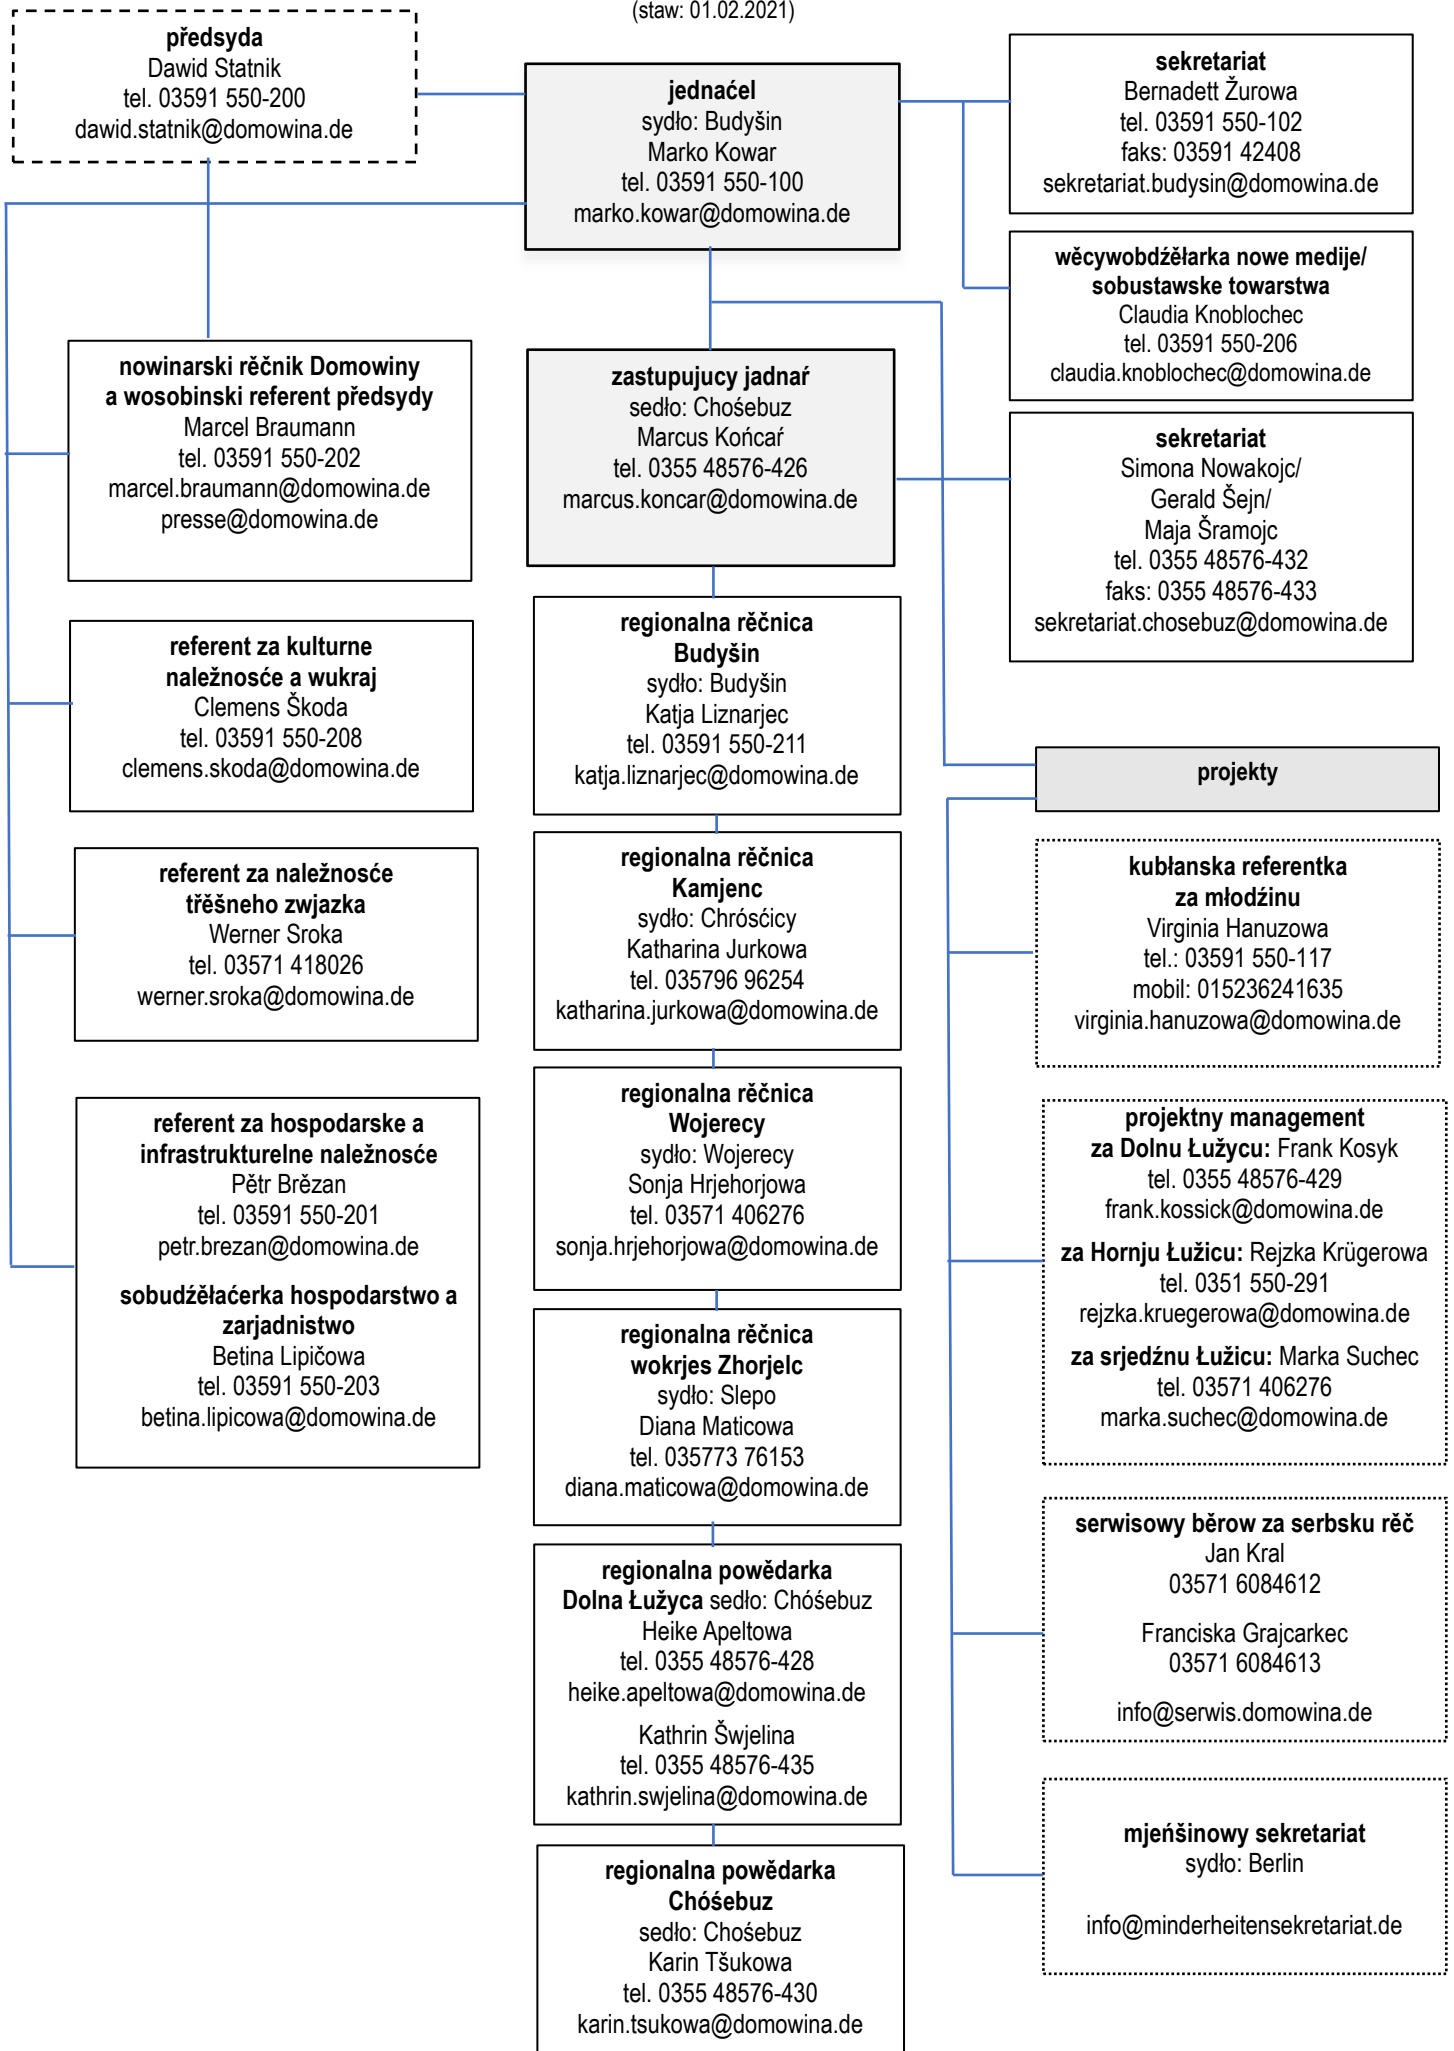 (staw: 01.02.2021)
předsyda
Dawid Statnik
tel. 03591 550-200
dawid.statnik@domowina.de
jednaćel
sydło: Budyšin
Marko Kowar
tel. 03591 550-100
marko.kowar@domowina.de
sekretariat
Bernadett Žurowa
tel. 03591 550-102
faks: 03591 42408
sekretariat.budysin@domowina.de
wěcywobdźěłarka nowe medije/
sobustawske towarstwa
Claudia Knoblochec
tel. 03591 550-206
claudia.knoblochec@domowina.de
nowinarski rěčnik Domowiny
a wosobinski referent předsydy
Marcel Braumann
tel. 03591 550-202
marcel.braumann@domowina.de
presse@domowina.de
zastupujucy jadnaŕ
sedło: Chośebuz
Marcus Końcaŕ
tel. 0355 48576-426
marcus.koncar@domowina.de
sekretariat
Simona Nowakojc/
Gerald Šejn/
Maja Šramojc
tel. 0355 48576-432
faks: 0355 48576-433
sekretariat.chosebuz@domowina.de
referent za kulturne
naležnosće a wukraj
Clemens Škoda
tel. 03591 550-208
clemens.skoda@domowina.de
referent za naležnosće
třěšneho zwjazka
Werner Sroka
tel. 03571 418026
werner.sroka@domowina.de
referent za hospodarske a
infrastrukturelne naležnosće
Pětr Brězan
tel. 03591 550-201
petr.brezan@domowina.de
sobudźěłaćerka hospodarstwo a
zarjadnistwo
Betina Lipičowa
tel. 03591 550-203
betina.lipicowa@domowina.de
regionalna rěčnica
Budyšin
sydło: Budyšin
Katja Liznarjec
tel. 03591 550-211
katja.liznarjec@domowina.de
regionalna rěčnica
Kamjenc
sydło: Chrósćicy
Katharina Jurkowa
tel. 035796 96254
katharina.jurkowa@domowina.de
regionalna rěčnica
Wojerecy
sydło: Wojerecy
Sonja Hrjehorjowa
tel. 03571 406276
sonja.hrjehorjowa@domowina.de
regionalna rěčnica
wokrjes Zhorjelc
sydło: Slepo
Diana Maticowa
tel. 035773 76153
diana.maticowa@domowina.de
regionalna powědarka
Dolna Łužyca sedło: Chóśebuz
Heike Apeltowa
tel. 0355 48576-428
heike.apeltowa@domowina.de
Kathrin Šwjelina
tel. 0355 48576-435
kathrin.swjelina@domowina.de
regionalna powědarka
Chóśebuz
sedło: Chośebuz
Karin Tšukowa
tel. 0355 48576-430
karin.tsukowa@domowina.de
projekty
kubłanska referentka
za młodźinu
Virginia Hanuzowa
tel.: 03591 550-117
mobil: 015236241635
virginia.hanuzowa@domowina.de
projektny management
za Dolnu Łužycu: Frank Kosyk
tel. 0355 48576-429
frank.kossick@domowina.de
za Hornju Łužicu: Rejzka Krügerowa
tel. 0351 550-291
rejzka.kruegerowa@domowina.de
za srjedźnu Łužicu: Marka Suchec
tel. 03571 406276
marka.suchec@domowina.de
serwisowy běrow za serbsku rěč
Jan Kral
03571 6084612
Franciska Grajcarkec
03571 6084613
info@serwis.domowina.de
mjeńšinowy sekretariat
sydło: Berlin
info@minderheitensekretariat.de